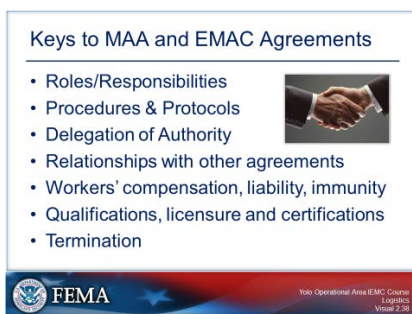 Keys to MAA and EMAC Agreements
• Roles/Responsibilities
• Procedures & Protocols
• Delegation of Authority
• Relationships with other agreements
• Workers' compensation, liability, immunity
• Qualifications, licensure and certifications
• Termination
FEMA
Yolo Operational Area IEMC Course
Logistics
Visual 2.38